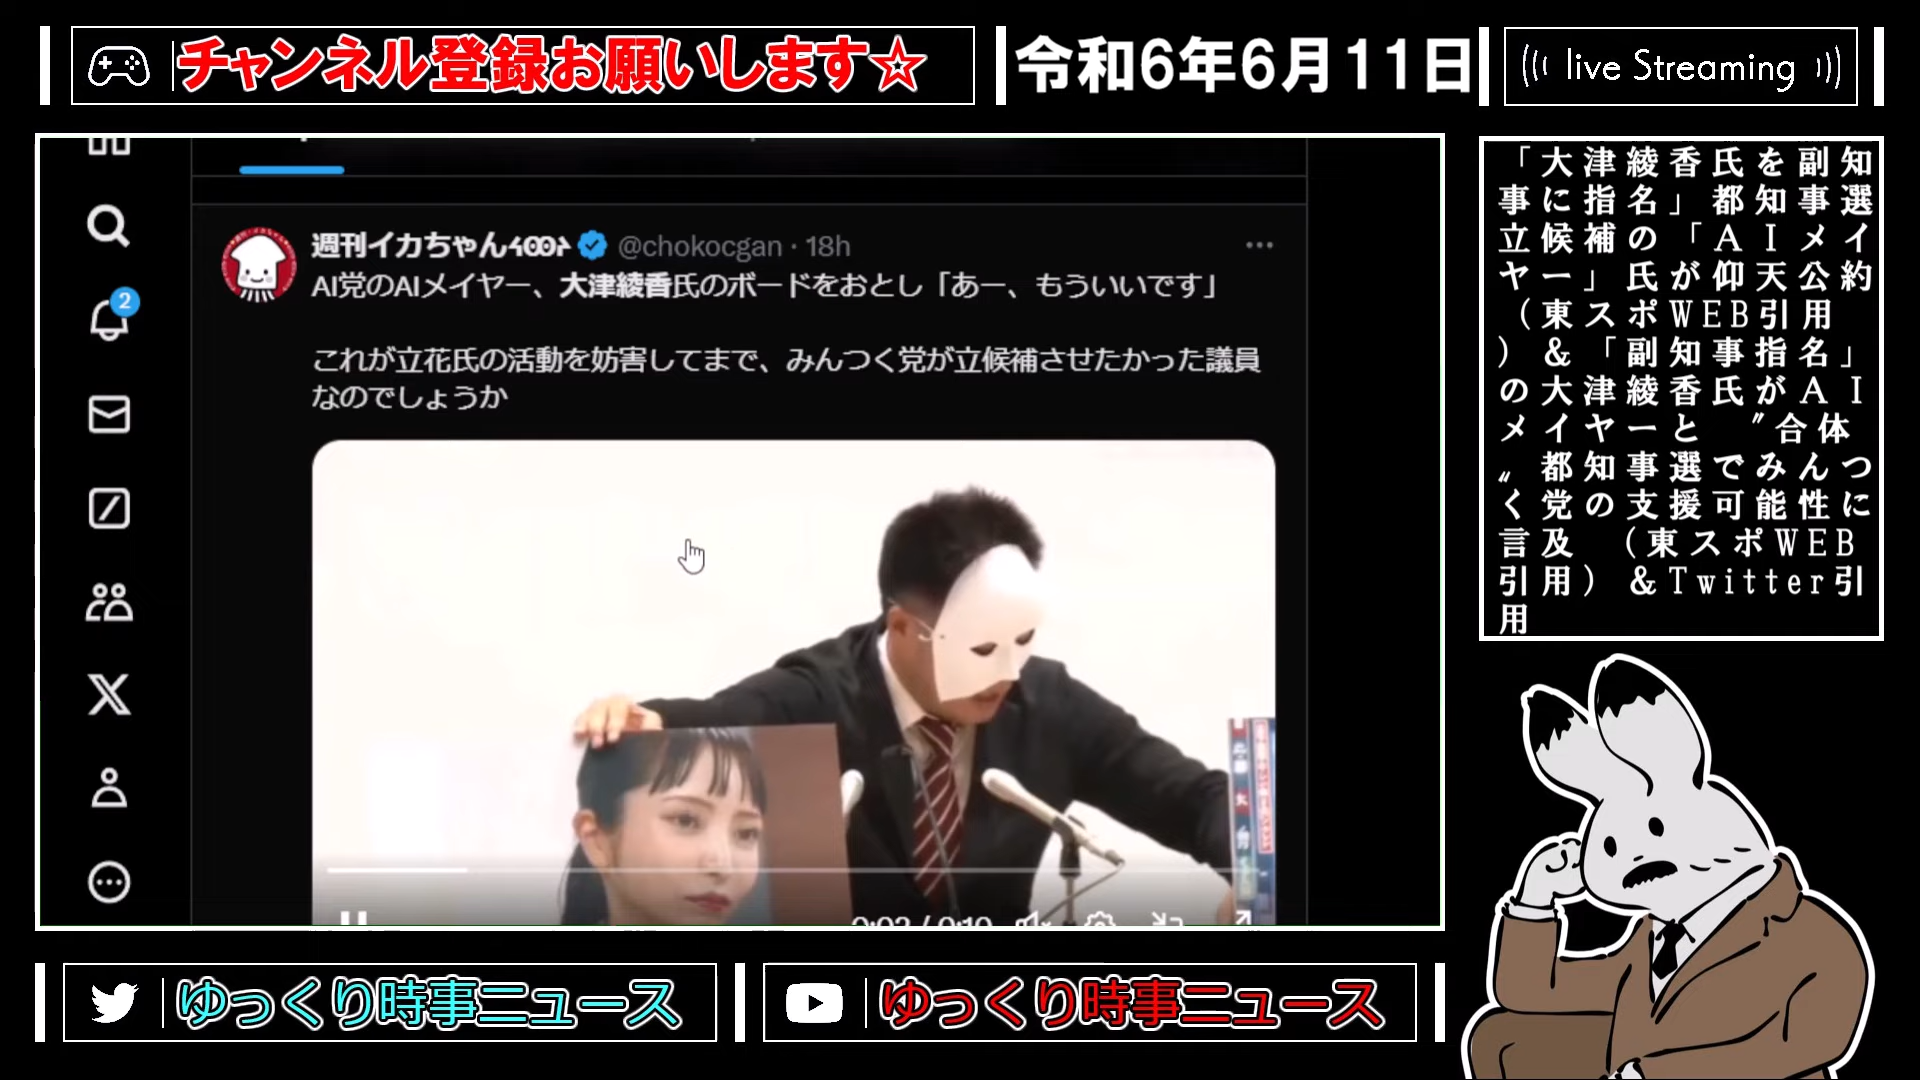 チャンネル登録お願いします☆
令和6年6月11日
live Streaming
2
週刊イカちゃん
@chokocgan · 18h
AI党のAIメイヤー、大津綾香氏のボードをおとし「あー、もういいです」
これが立花氏の活動を妨害してまで、みんつく党が立候補させたかった議員
なのでしょうか
「大津綾香氏を副知
事に指名」都知事選
立候補の「ＡＩメイ
ヤー」氏が仰天公約
（東スポWEB引用
）＆「副知事指名」
の大津綾香氏がＡＩ
メイヤーと〝合体
〟都知事選でみんつ
く党の支援可能性に
言及（東スポWEB
引用）＆Twitter引
用
ゆっくり時事ニュース
ゆっくり時事ニュース